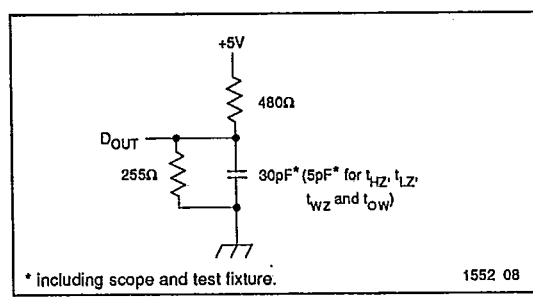 +5V
480Ω
DOUT
255Ω
30pF* (5pF* for tHZ, tLZ,
tWZ and tOW)
* including scope and test fixture.
1552 08